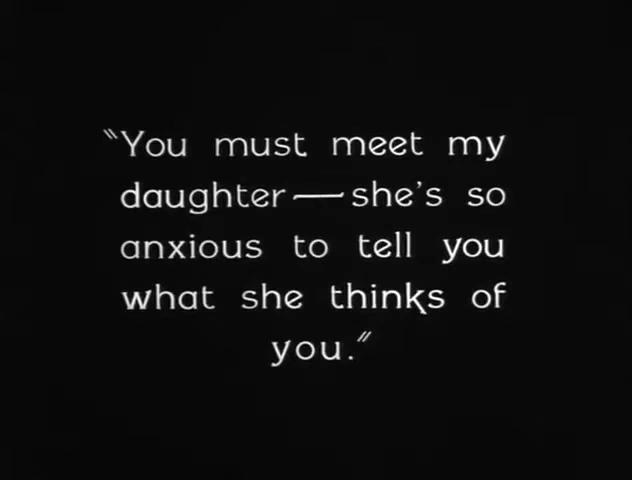 "You must meet my
daughter — she's so
anxious to tell you
what she thinks of
you."